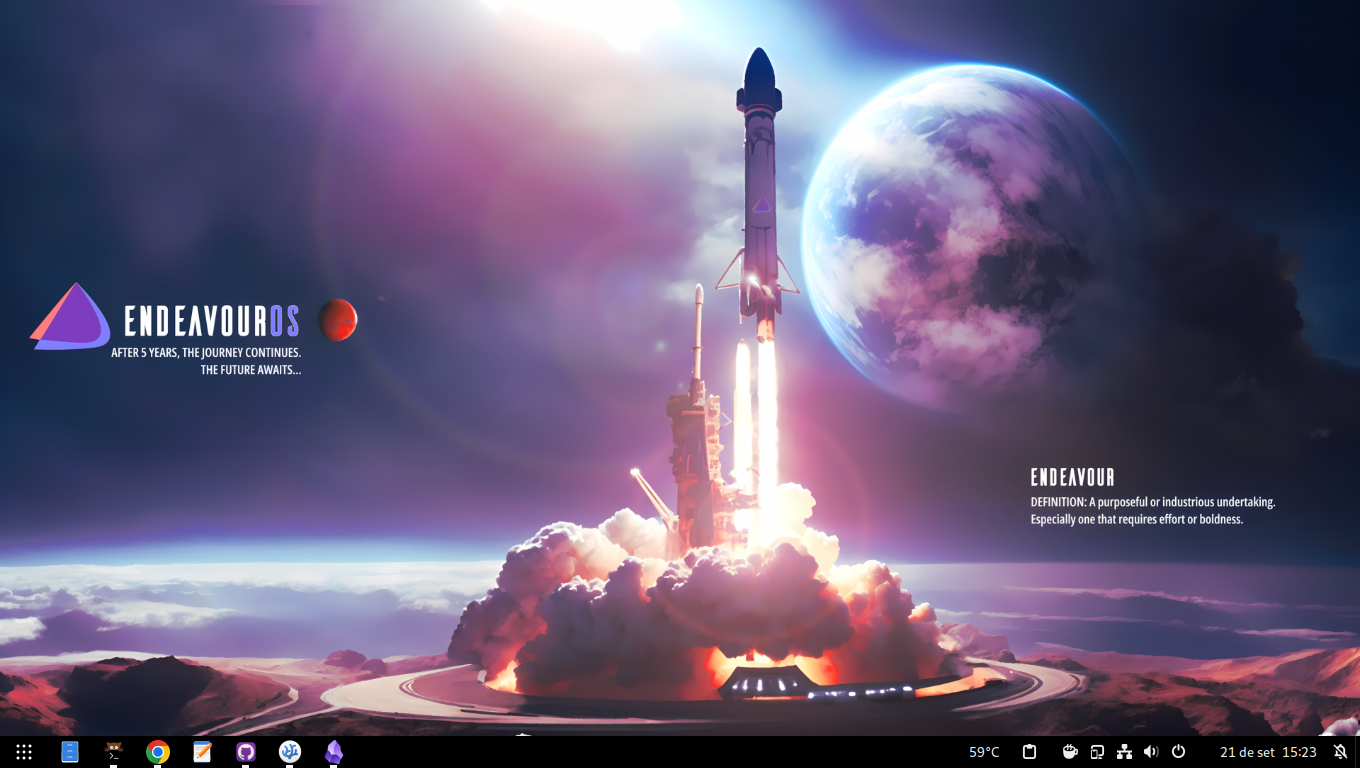 ENDEAVOUROS
AFTER 5 YEARS, THE JOURNEY CONTINUES.
THE FUTURE AWAITS...
ENDEAVOUR
DEFINITION: A purposeful or industrious undertaking.
Especially one that requires effort or boldness.
59°C 21 de set 15:23